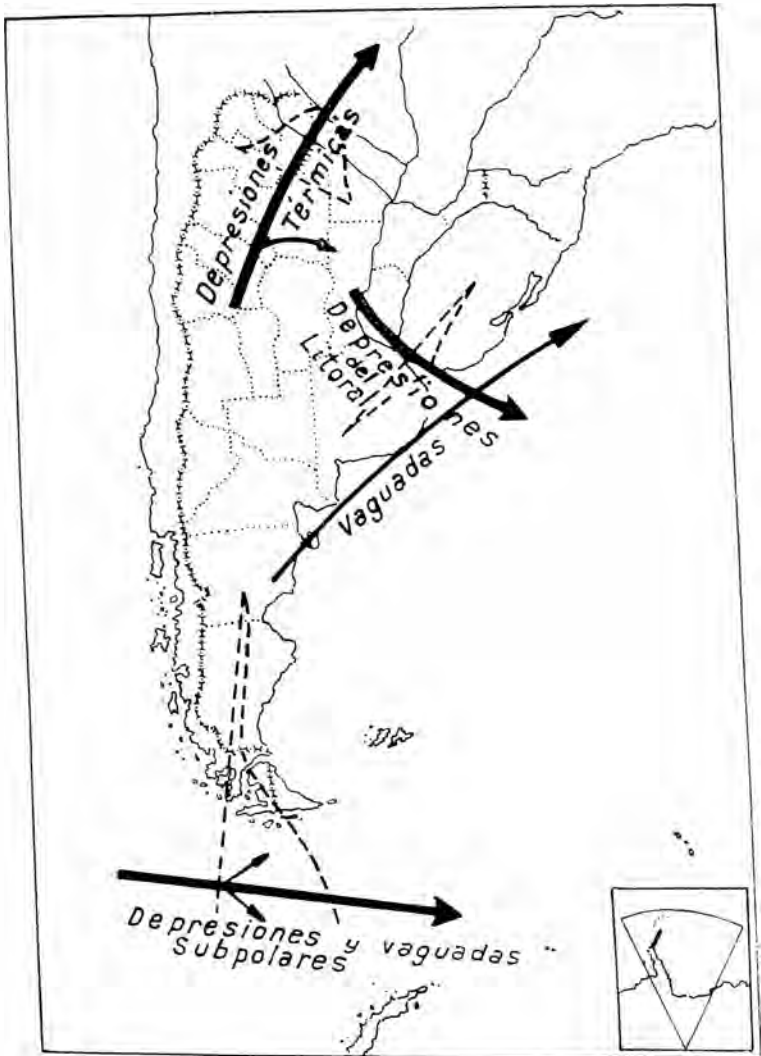 Depresiones
Térmicas
Depresiones
del
Litoral
Vaguadas
Depresiones y vaguadas
Subpolares